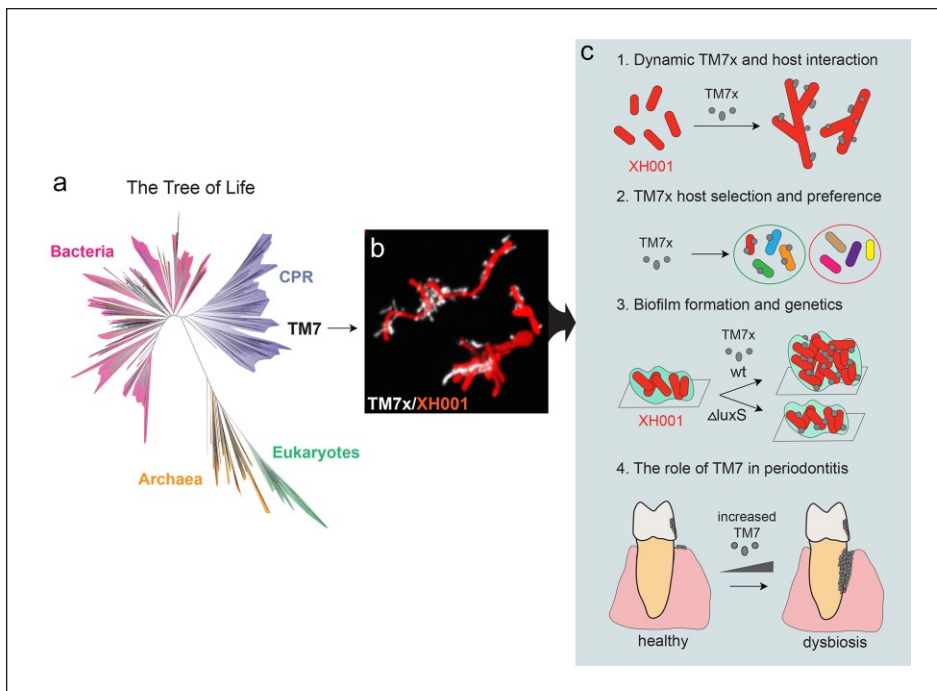 a
The Tree of Life
Bacteria
CPR
TM7
Archaea
Eukaryotes
b
TM7x/XH001
c
1. Dynamic TM7x and host interaction
TM7x
XH001
2. TM7x host selection and preference
TM7x
3. Biofilm formation and genetics
TM7x
wt
XH001
ΔluxS
4. The role of TM7 in periodontitis
increased
TM7
healthy
dysbiosis